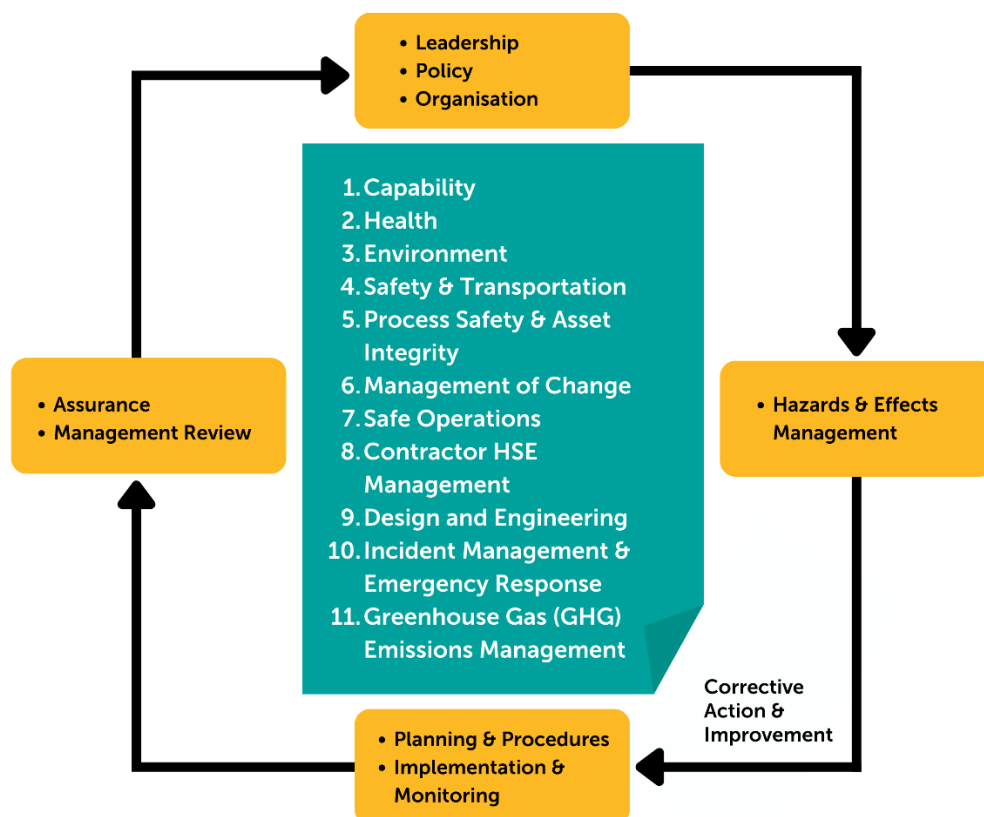 • Leadership
• Policy
• Organisation
1. Capability
2. Health
3. Environment
4. Safety & Transportation
5. Process Safety & Asset
Integrity
6. Management of Change
7. Safe Operations
8. Contractor HSE
Management
9. Design and Engineering
10. Incident Management &
Emergency Response
11. Greenhouse Gas (GHG)
Emissions Management
• Hazards & Effects
Management
Corrective
Action &
Improvement
• Planning & Procedures
• Implementation &
Monitoring
• Assurance
• Management Review